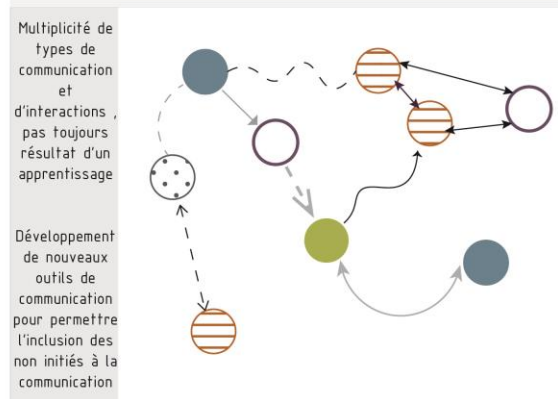 Multiplicité de
types de
communication
et
d'interactions ,
pas toujours
résultat d'un
apprentissage
Développement
de nouveaux
outils de
communication
pour permettre
l'inclusion des
non initiés à la
communication